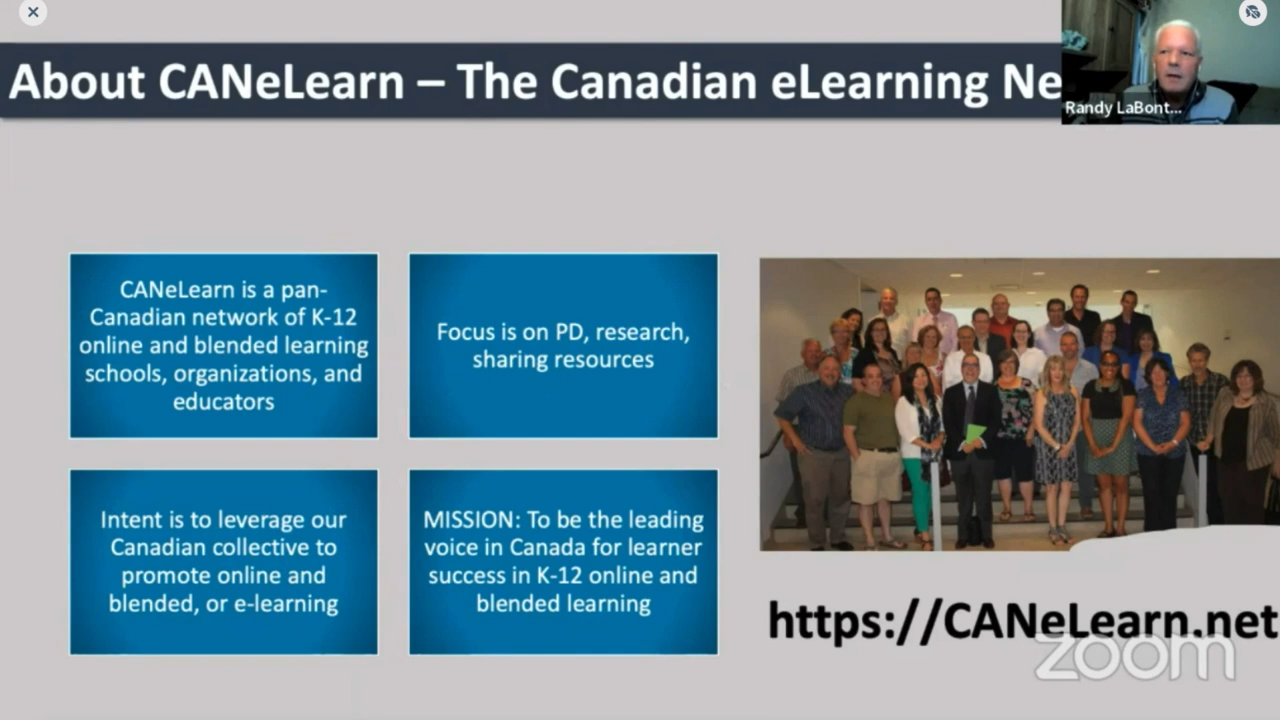 About CANeLearn – The Canadian eLearning Ne
Randy LaBont...
CANeLearn is a pan-
Canadian network of K-12
online and blended learning
schools, organizations, and
educators
Focus is on PD, research,
sharing resources
Intent is to leverage our
Canadian collective to
promote online and
blended, or e-learning
MISSION: To be the leading
voice in Canada for learner
success in K-12 online and
blended learning
https://CANeLearn.net
zoom